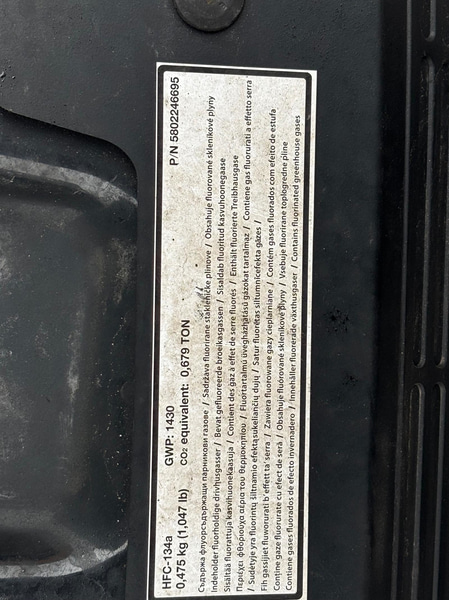 HFC-134a GWP: 1430 P/N 5802246695
0,475 kg (1,047 lb) CO₂ equivalent: 0,679 TON
Съдържа флуорсъдържащи парникови газове / Sadržava fluorirane stakleničke plinove / Obsahuje fluorované skleníkové plyny
Indeholder fluorholdige drivhusgasser / Bevat gefluoreerde broeikasgassen / Sisaldab fluoritud kasvuhoonegaase
Sisältää fluorattuja kasvihuonekaasuja / Contient des gaz à effet de serre fluorés / Enthält fluorierte Treibhausgase
Περιέχει φθοριούχα αέρια του θερμοκηπίου / Fluortartalmú üvegházhatású gázokat tartalmaz / Contiene gas fluorurati a effetto serra
/ Sudėtyje yra fluorintų šiltnamio efektą sukeliančių dujų / Satur fluorētas siltumnīcefekta gāzes /
Fih gassijiet fluworurati b'effett ta' serra / Zawiera fluorowane gazy cieplarniane / Contém gases fluorados com efeito de estufa
Conține gaze fluorurate cu efect de seră / Obsahuje fluórované skleníkové plyny / Vsebuje fluorirane toplogredne pline
Contiene gases fluorados de efecto invernadero / Innehåller fluorerade växthusgaser / Contains fluorinated greenhouse gases